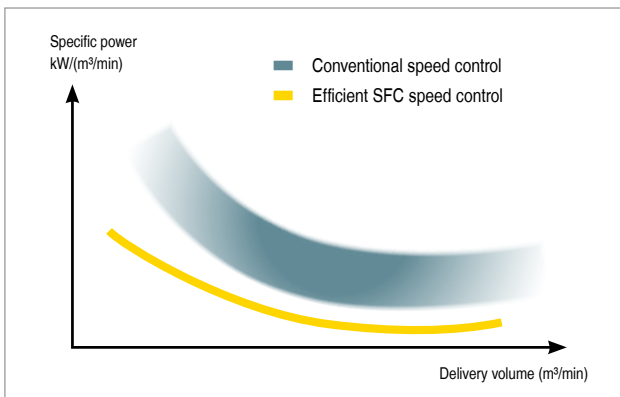 Specific power
kW/(m³/min)
Conventional speed control
Efficient SFC speed control
Delivery volume (m³/min)